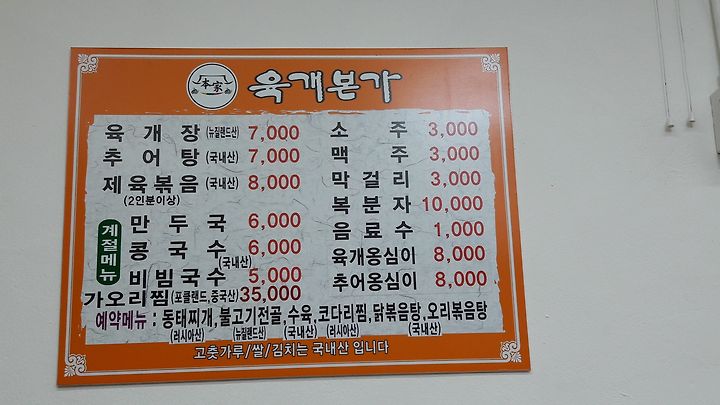 本家 육개본가
육개장(뉴질랜드산) 7,000
추어탕(국내산) 7,000
제육볶음(국내산) 8,000
(2인분이상)
계절메뉴
만두국 6,000
콩국수 6,000
(국내산)
비빔국수 5,000
가오리찜(포클랜드,중국산) 35,000
소주 3,000
맥주 3,000
막걸리 3,000
복분자 10,000
음료수 1,000
육개옹심이 8,000
추어옹심이 8,000
예약메뉴 : 동태찌개,불고기전골,수육,코다리찜,닭볶음탕,오리볶음탕
(러시아산) (뉴질랜드산) (국내산) (러시아산) (국내산)
고춧가루/쌀/김치는 국내산 입니다